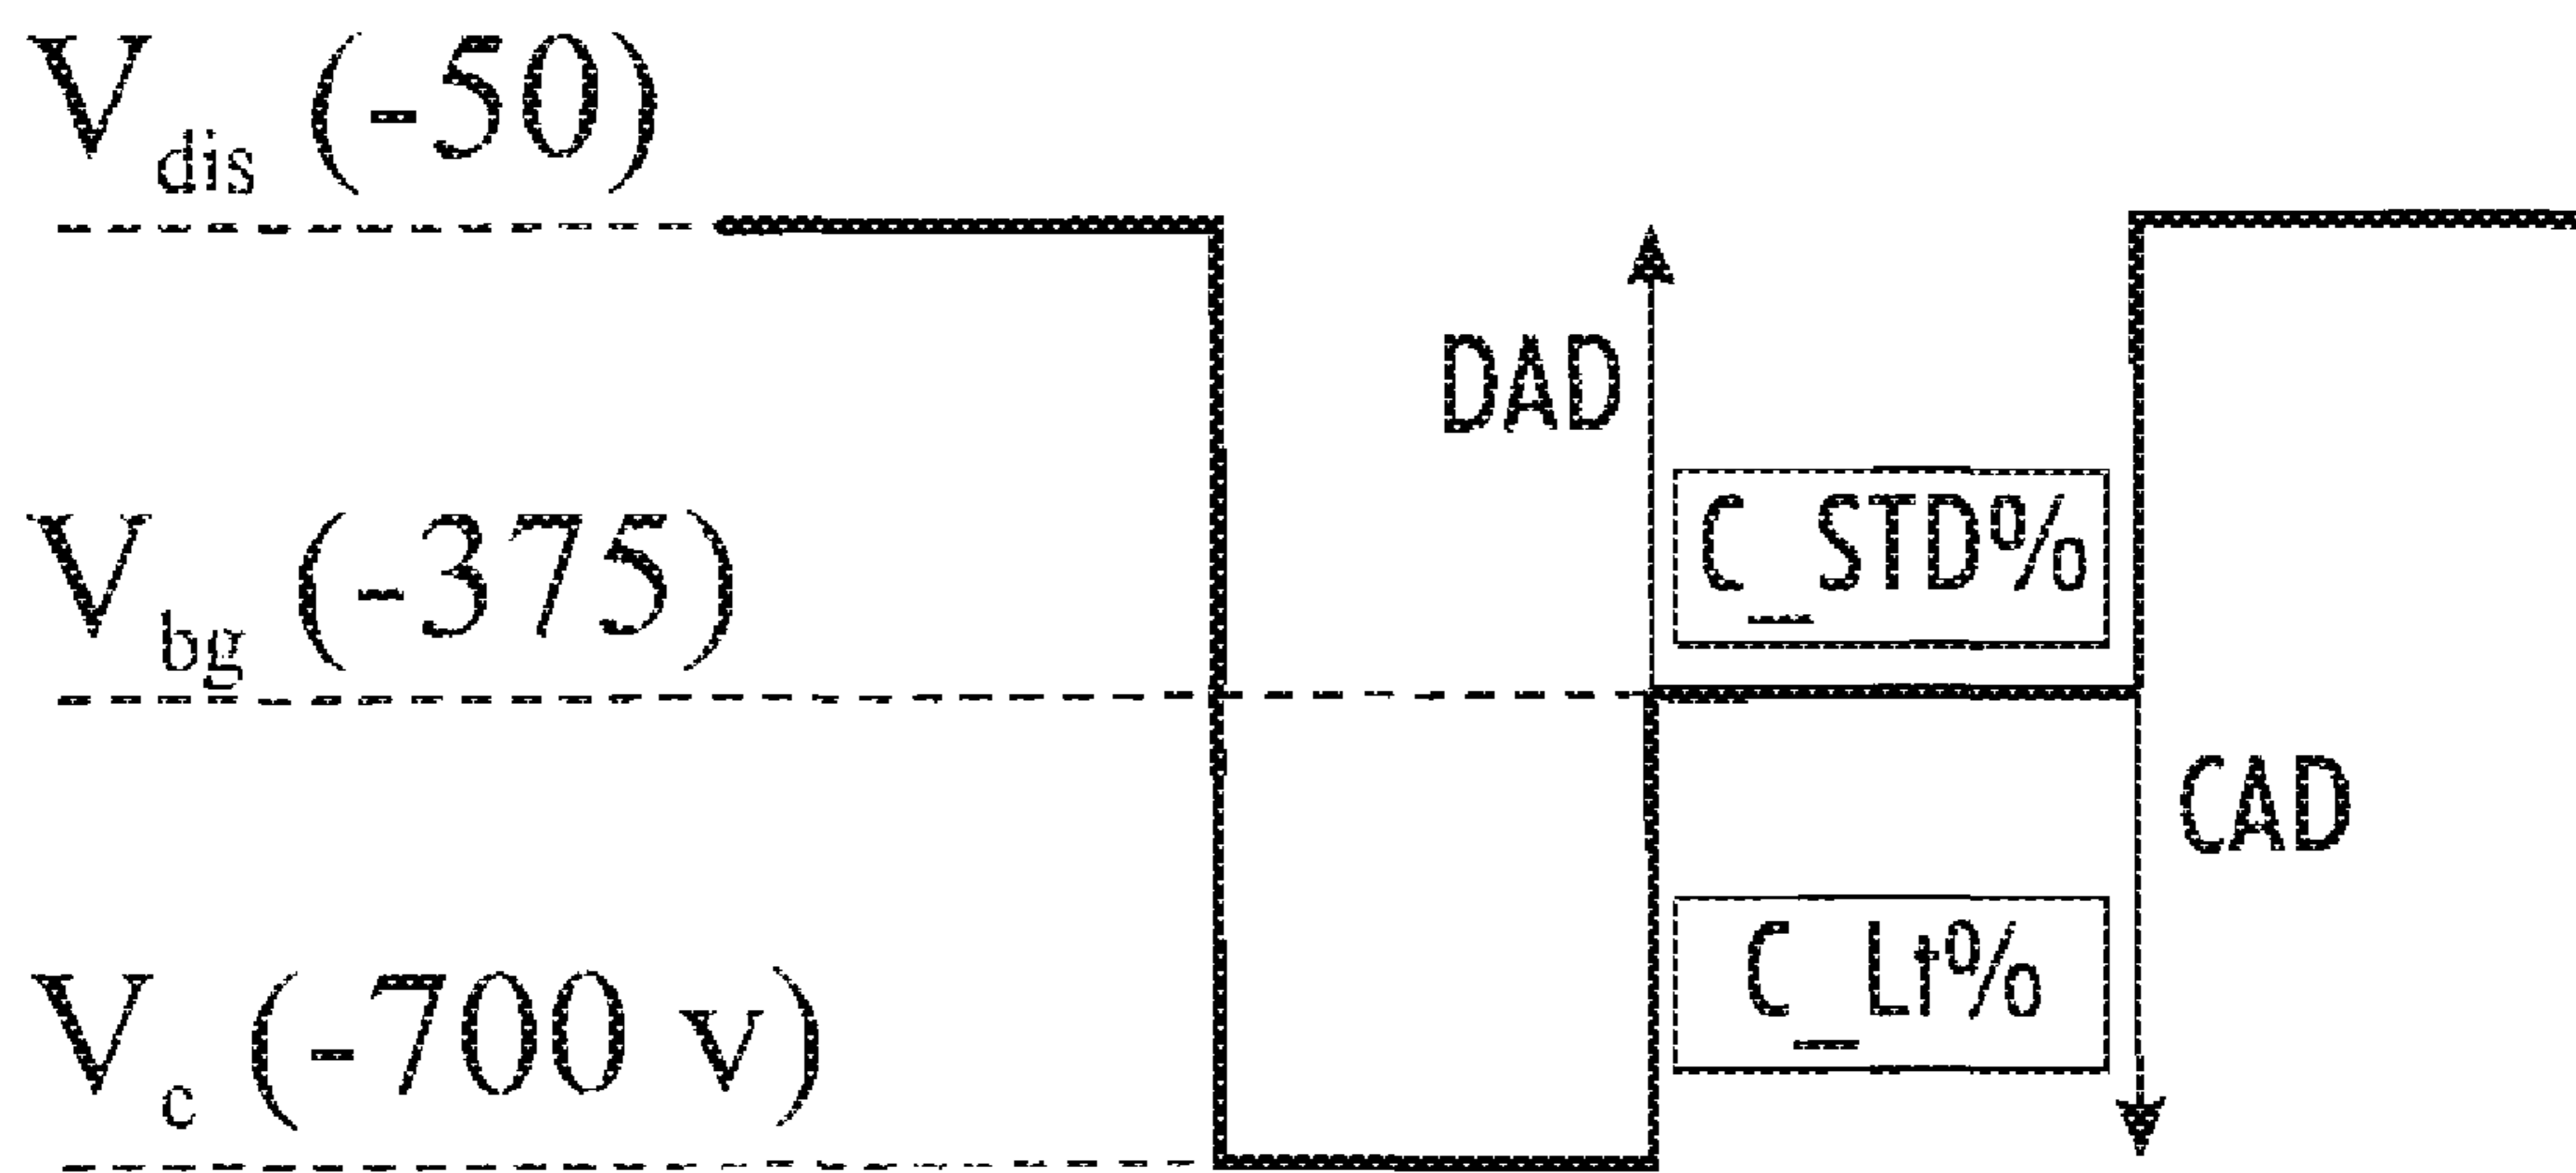 V_dis (-50)
DAD
C_STD%
V_bg (-375)
CAD
C_Lt%
V_c (-700 v)